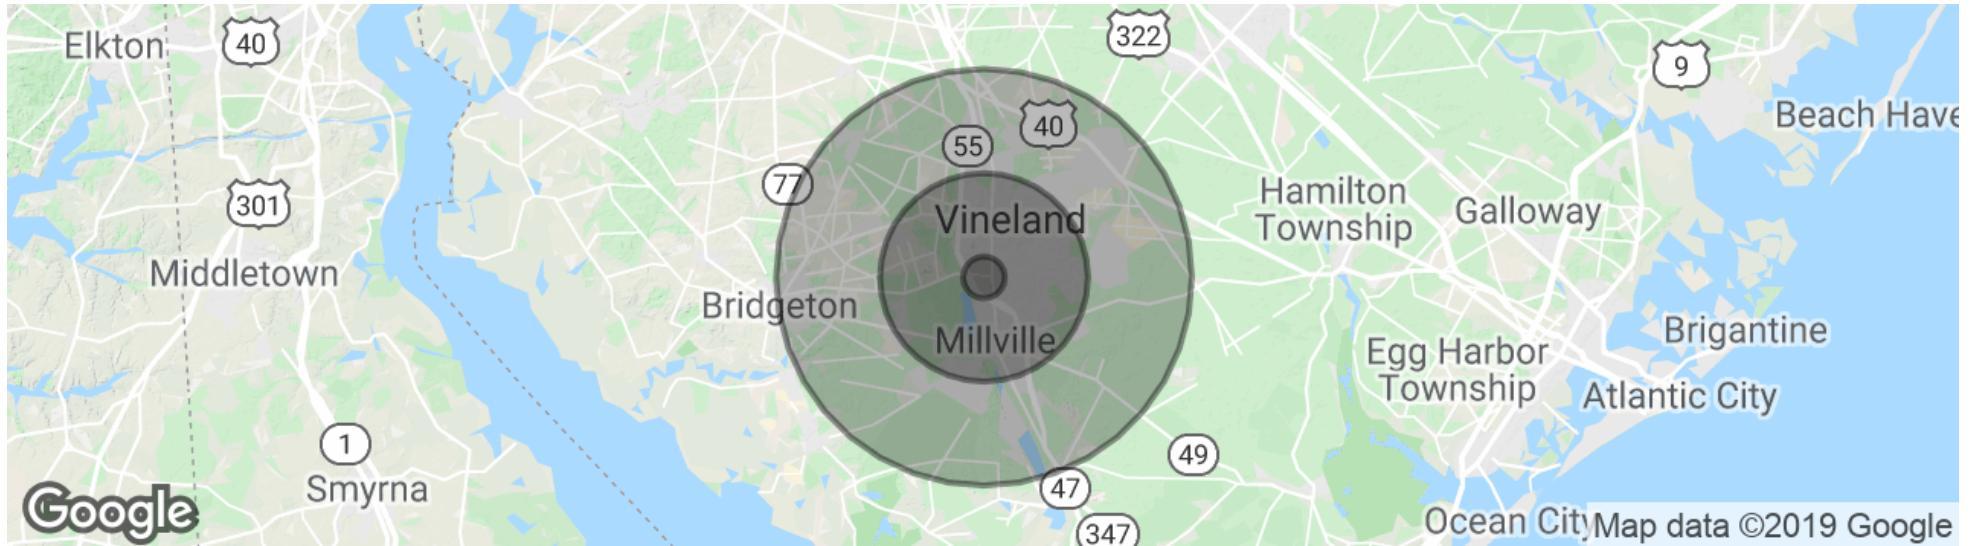 322
Elkton
40
9
Beach Have
40
55
77
Hamilton
Township
301
Vineland
Galloway
Middletown
Bridgeton
Brigantine
Millville
Egg Harbor
Township
Atlantic City
1
49
Smyrna
47
Google
Ocean City
347
Map data ©2019 Google